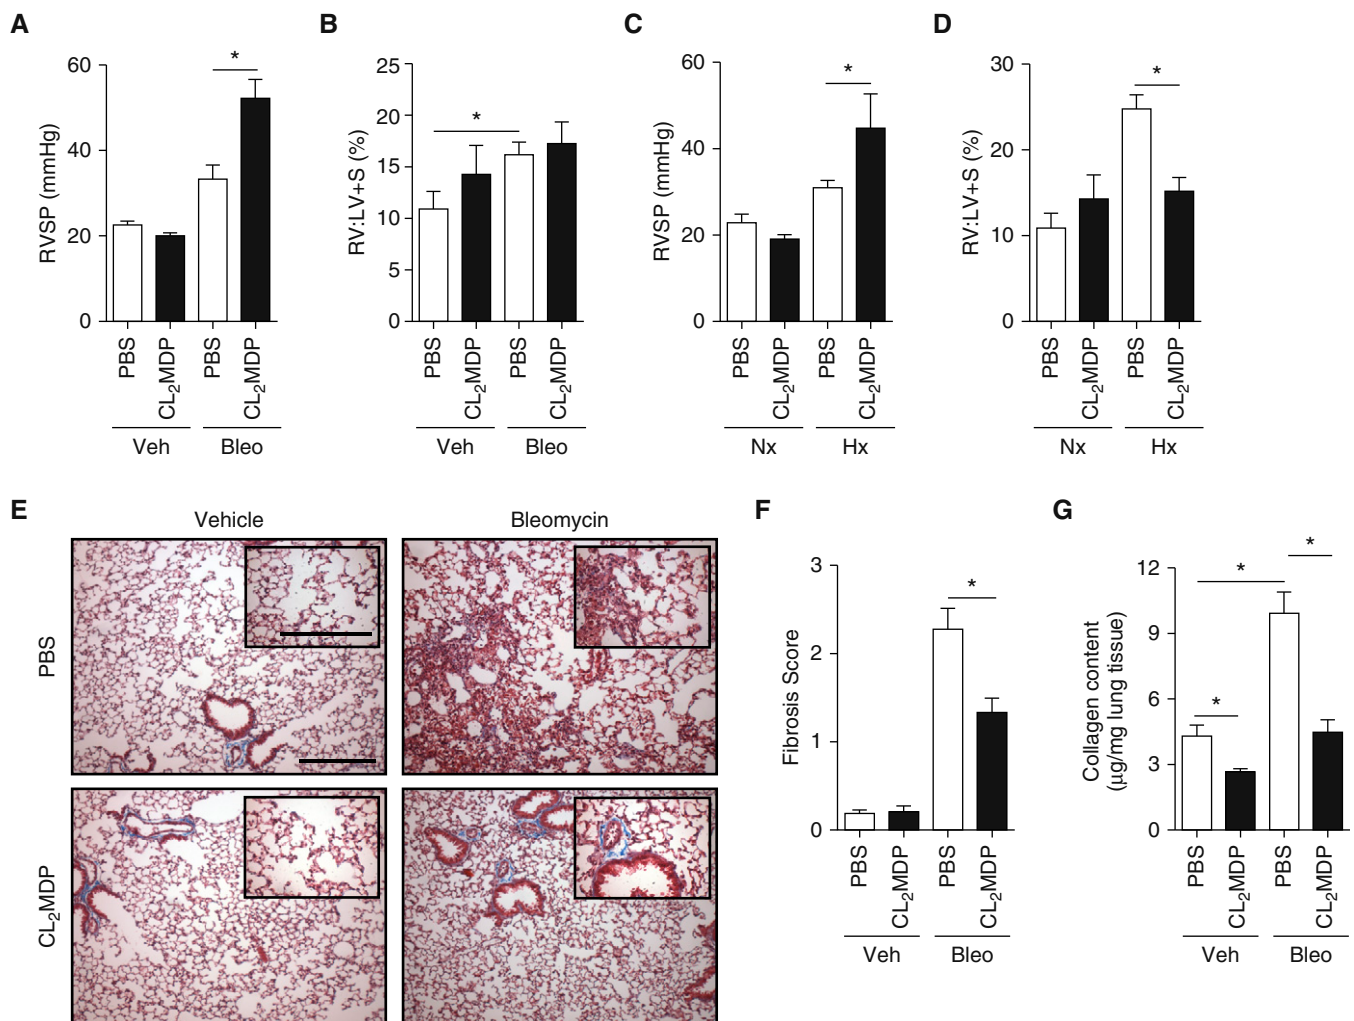 A
B
C
D
RVSP (mmHg)
60
40
20
0
*
PBS
CL2MDP
PBS
CL2MDP
Veh
Bleo
RV:LV+S (%)
25
20
15
10
5
0
*
PBS
CL2MDP
PBS
CL2MDP
Veh
Bleo
RVSP (mmHg)
60
40
20
0
*
PBS
CL2MDP
PBS
CL2MDP
Nx
Hx
RV:LV+S (%)
30
20
10
0
*
PBS
CL2MDP
PBS
CL2MDP
Nx
Hx
E
Vehicle
Bleomycin
PBS
CL2MDP
F
Fibrosis Score
3
2
1
0
*
PBS
CL2MDP
PBS
CL2MDP
Veh
Bleo
G
Collagen content
(µg/mg lung tissue)
12
9
6
3
0
*
*
*
PBS
CL2MDP
PBS
CL2MDP
Veh
Bleo